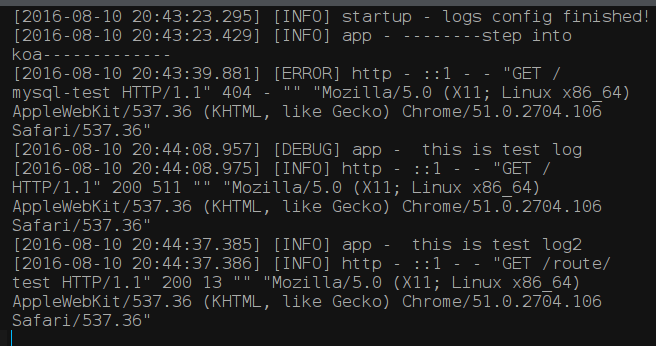 [2016-08-10 20:43:23.295] [INFO] startup - logs config finished!
[2016-08-10 20:43:23.429] [INFO] app - --------step into
koa-------------
[2016-08-10 20:43:39.881] [ERROR] http - ::1 - - "GET /
mysql-test HTTP/1.1" 404 - "" "Mozilla/5.0 (X11; Linux x86_64)
AppleWebKit/537.36 (KHTML, like Gecko) Chrome/51.0.2704.106
Safari/537.36"
[2016-08-10 20:44:08.957] [DEBUG] app -  this is test log
[2016-08-10 20:44:08.975] [INFO] http - ::1 - - "GET /
HTTP/1.1" 200 511 "" "Mozilla/5.0 (X11; Linux x86_64)
AppleWebKit/537.36 (KHTML, like Gecko) Chrome/51.0.2704.106
Safari/537.36"
[2016-08-10 20:44:37.385] [INFO] app -  this is test log2
[2016-08-10 20:44:37.386] [INFO] http - ::1 - - "GET /route/
test HTTP/1.1" 200 13 "" "Mozilla/5.0 (X11; Linux x86_64)
AppleWebKit/537.36 (KHTML, like Gecko) Chrome/51.0.2704.106
Safari/537.36"